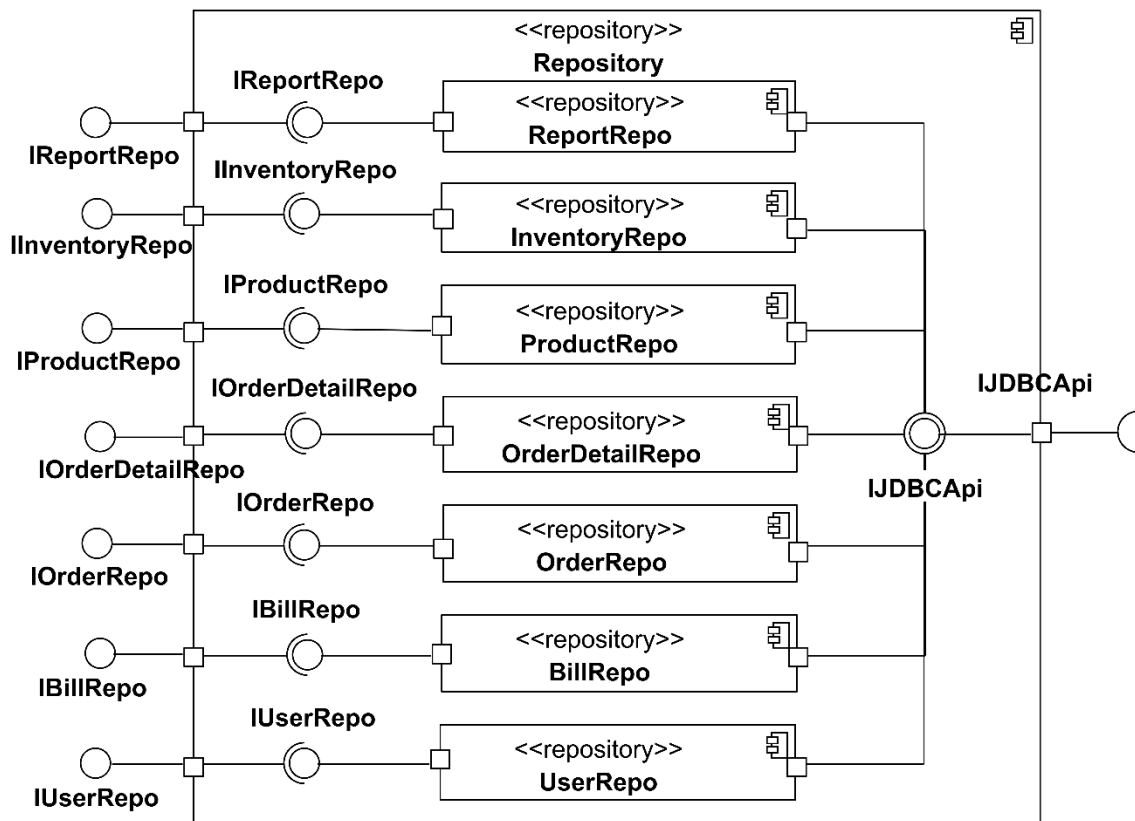 <<repository>>
Repository
IReportRepo
<<repository>>
ReportRepo
IReportRepo
IInventoryRepo
<<repository>>
InventoryRepo
IInventoryRepo
IProductRepo
<<repository>>
ProductRepo
IProductRepo
IJDBCApi
IOrderDetailRepo
<<repository>>
OrderDetailRepo
IOrderDetailRepo
IJDBCApi
IOrderRepo
<<repository>>
OrderRepo
IOrderRepo
IBillRepo
<<repository>>
BillRepo
IBillRepo
IUserRepo
<<repository>>
UserRepo
IUserRepo